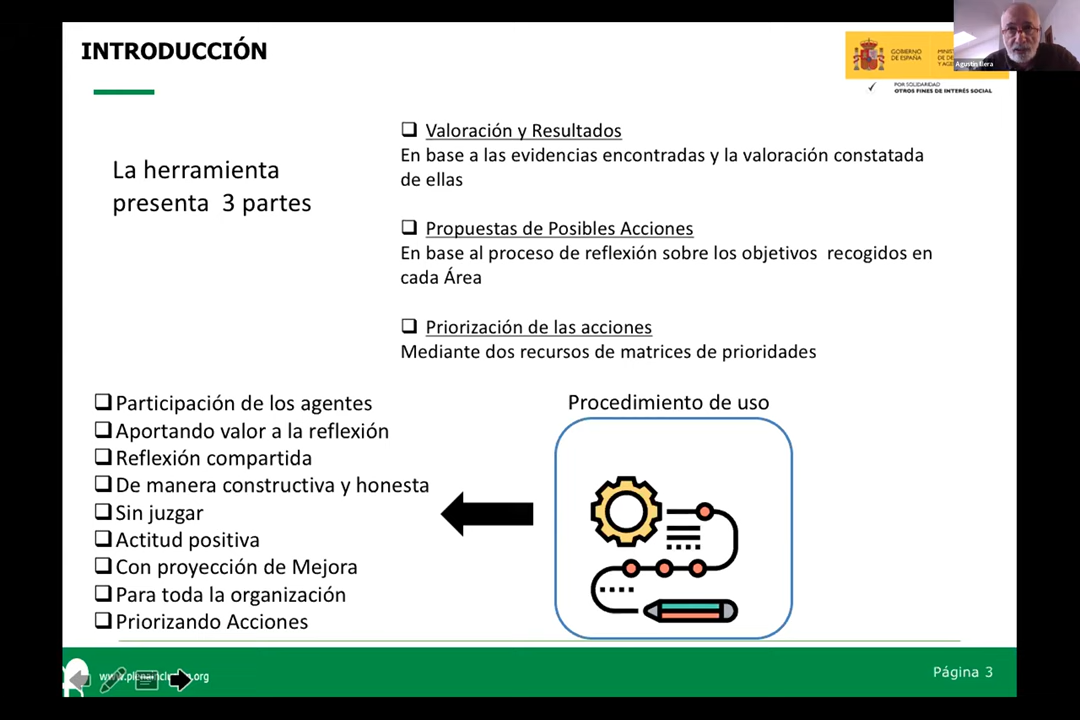 INTRODUCCIÓN
GOBIERNO
DE ESPAÑA
POR SOLIDARIDAD
OTROS FINES DE INTERÉS SOCIAL
La herramienta
presenta 3 partes
Valoración y Resultados
En base a las evidencias encontradas y la valoración constatada
de ellas
Propuestas de Posibles Acciones
En base al proceso de reflexión sobre los objetivos recogidos en
cada Área
Priorización de las acciones
Mediante dos recursos de matrices de prioridades
Participación de los agentes
Aportando valor a la reflexión
Reflexión compartida
De manera constructiva y honesta
Sin juzgar
Actitud positiva
Con proyección de Mejora
Para toda la organización
Priorizando Acciones
Procedimiento de uso
Página 3